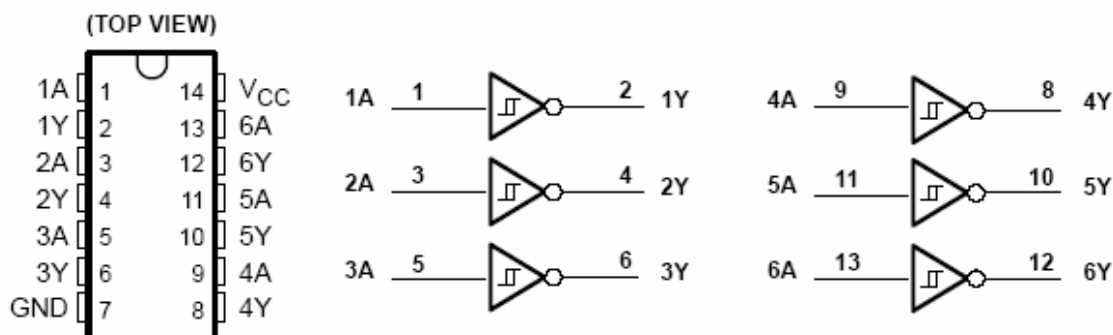 (TOP VIEW)
1A 1 14 VCC
1Y 2 13 6A
2A 3 12 6Y
2Y 4 11 5A
3A 5 10 5Y
3Y 6 9 4A
GND 7 8 4Y
1A 1 2 1Y
2A 3 4 2Y
3A 5 6 3Y
4A 9 8 4Y
5A 11 10 5Y
6A 13 12 6Y